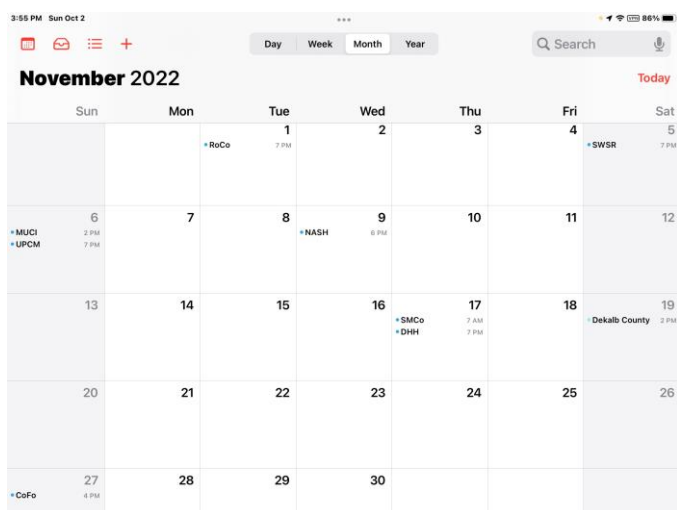 3:55 PM Sun Oct 2 VPN 86%
Day Week Month Year Search
November 2022 Today
Sun Mon Tue Wed Thu Fri Sat
1 2 3 4 5
RoCo 7 PM SWSR 7 PM
6 7 8 9 10 11 12
MUCI 2 PM NASH 6 PM
UPCM 7 PM
13 14 15 16 17 18 19
SMCo 7 AM Dekalb County 2 PM
DHH 7 PM
20 21 22 23 24 25 26
27 28 29 30
CoFo 4 PM